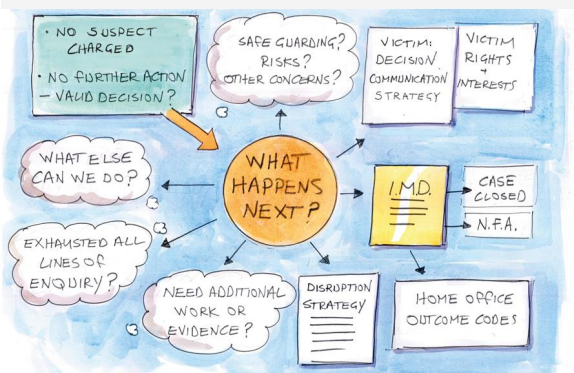 • NO SUSPECT
CHARGED
• NO FURTHER ACTION
– VALID DECISION?
SAFE GUARDING?
RISKS?
OTHER CONCERNS?
VICTIM:
DECISION
COMMUNICATION
STRATEGY
VICTIM
RIGHTS
+
INTERESTS
WHAT ELSE
CAN WE DO?
WHAT
HAPPENS
NEXT?
I.M.D.
CASE
CLOSED
N.F.A.
EXHAUSTED ALL
LINES OF
ENQUIRY?
NEED ADDITIONAL
WORK OR
EVIDENCE?
DISRUPTION
STRATEGY
HOME OFFICE
OUTCOME CODES